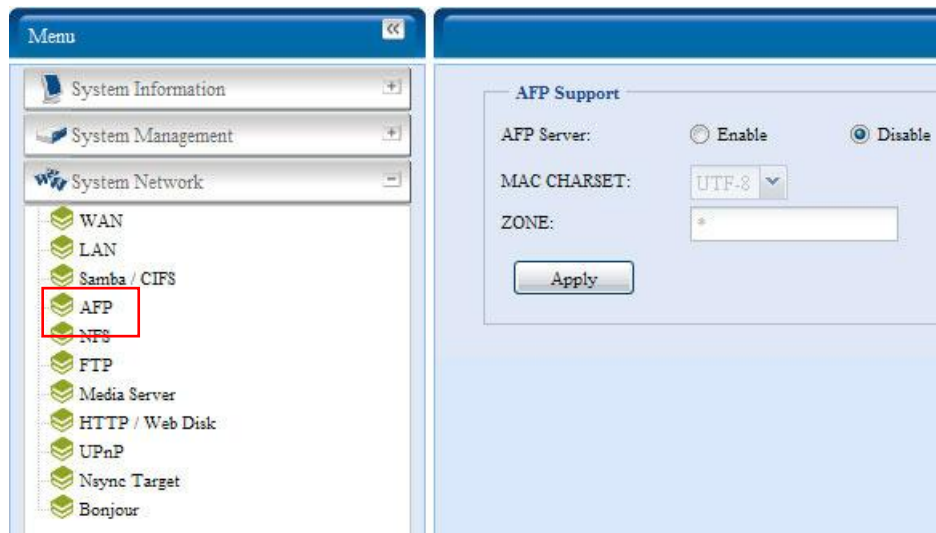 Menu
System Information
System Management
System Network
WAN
LAN
Samba / CIFS
AFP
NFS
FTP
Media Server
HTTP / Web Disk
UPnP
Nsync Target
Bonjour
AFP Support
AFP Server: Enable Disable
MAC CHARSET: UTF-8
ZONE: *
Apply